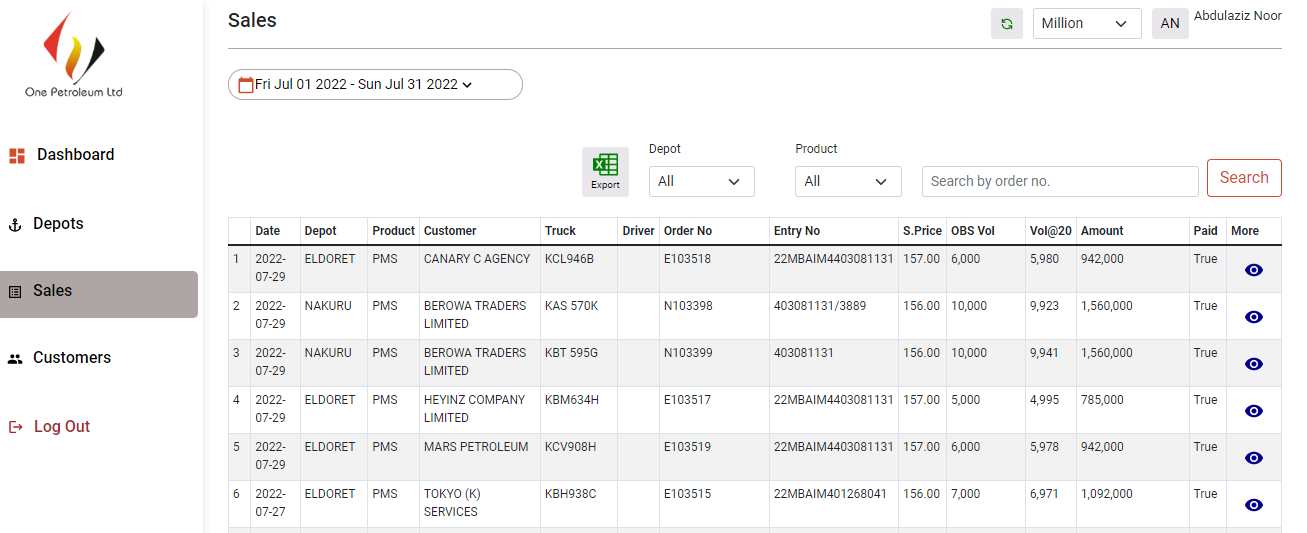 Sales
Million
AN
Abdulaziz Noor
One Petroleum Ltd
Fri Jul 01 2022 - Sun Jul 31 2022
Dashboard
Depots
Sales
Customers
Log Out
Export
Depot
All
Product
All
Search by order no.
Search
Date Depot Product Customer Truck Driver Order No Entry No S.Price OBS Vol Vol@20 Amount Paid More
1 2022- ELDORET PMS CANARY C AGENCY KCL946B E103518 22MBAIM4403081131 157.00 6,000 5,980 942,000 True
07-29
2 2022- NAKURU PMS BEROWA TRADERS KAS 570K N103398 403081131/3889 156.00 10,000 9,923 1,560,000 True
07-29 LIMITED
3 2022- NAKURU PMS BEROWA TRADERS KBT 595G N103399 403081131 156.00 10,000 9,941 1,560,000 True
07-29 LIMITED
4 2022- ELDORET PMS HEYINZ COMPANY KBM634H E103517 22MBAIM4403081131 157.00 5,000 4,995 785,000 True
07-29 LIMITED
5 2022- ELDORET PMS MARS PETROLEUM KCV908H E103519 22MBAIM4403081131 157.00 6,000 5,978 942,000 True
07-29
6 2022- ELDORET PMS TOKYO (K) KBH938C E103515 22MBAIM401268041 156.00 7,000 6,971 1,092,000 True
07-27 SERVICES